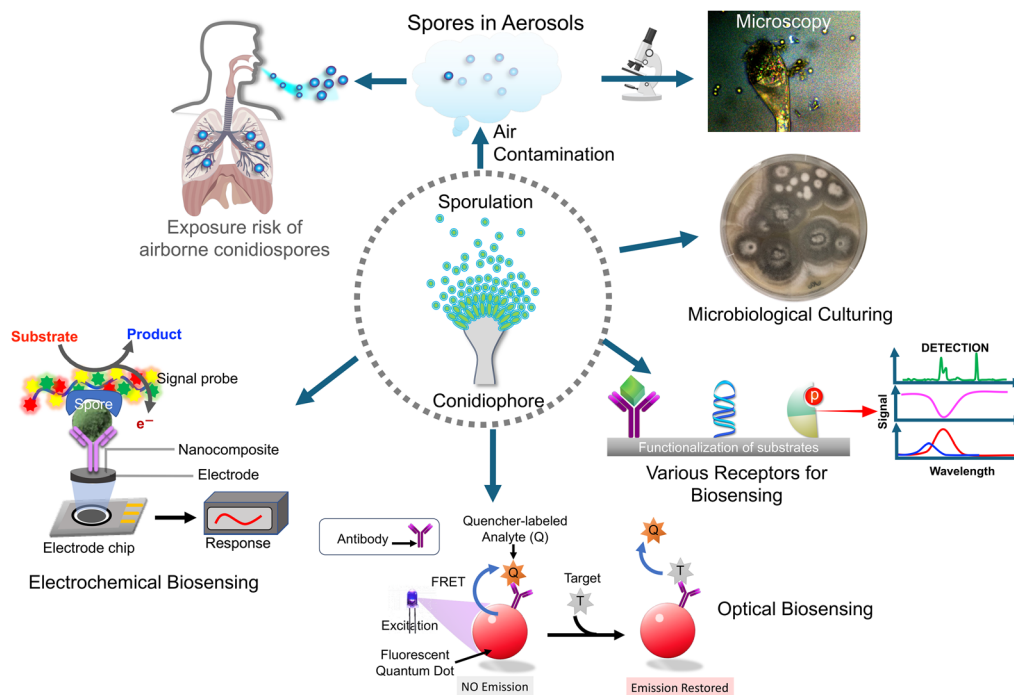 Spores in Aerosols
Microscopy
Air
Contamination
Exposure risk of
airborne conidiospores
Sporulation
Conidiophore
Microbiological Culturing
Substrate
Product
Signal probe
Spore
e−
Nanocomposite
Electrode
Electrode chip
Response
Electrochemical Biosensing
p
DETECTION
Signal
Wavelength
Functionalization of substrates
Various Receptors for
Biosensing
Antibody
Quencher-labeled
Analyte (Q)
Q
FRET
Excitation
Fluorescent
Quantum Dot
NO Emission
Target
T
Q
T
Emission Restored
Optical Biosensing